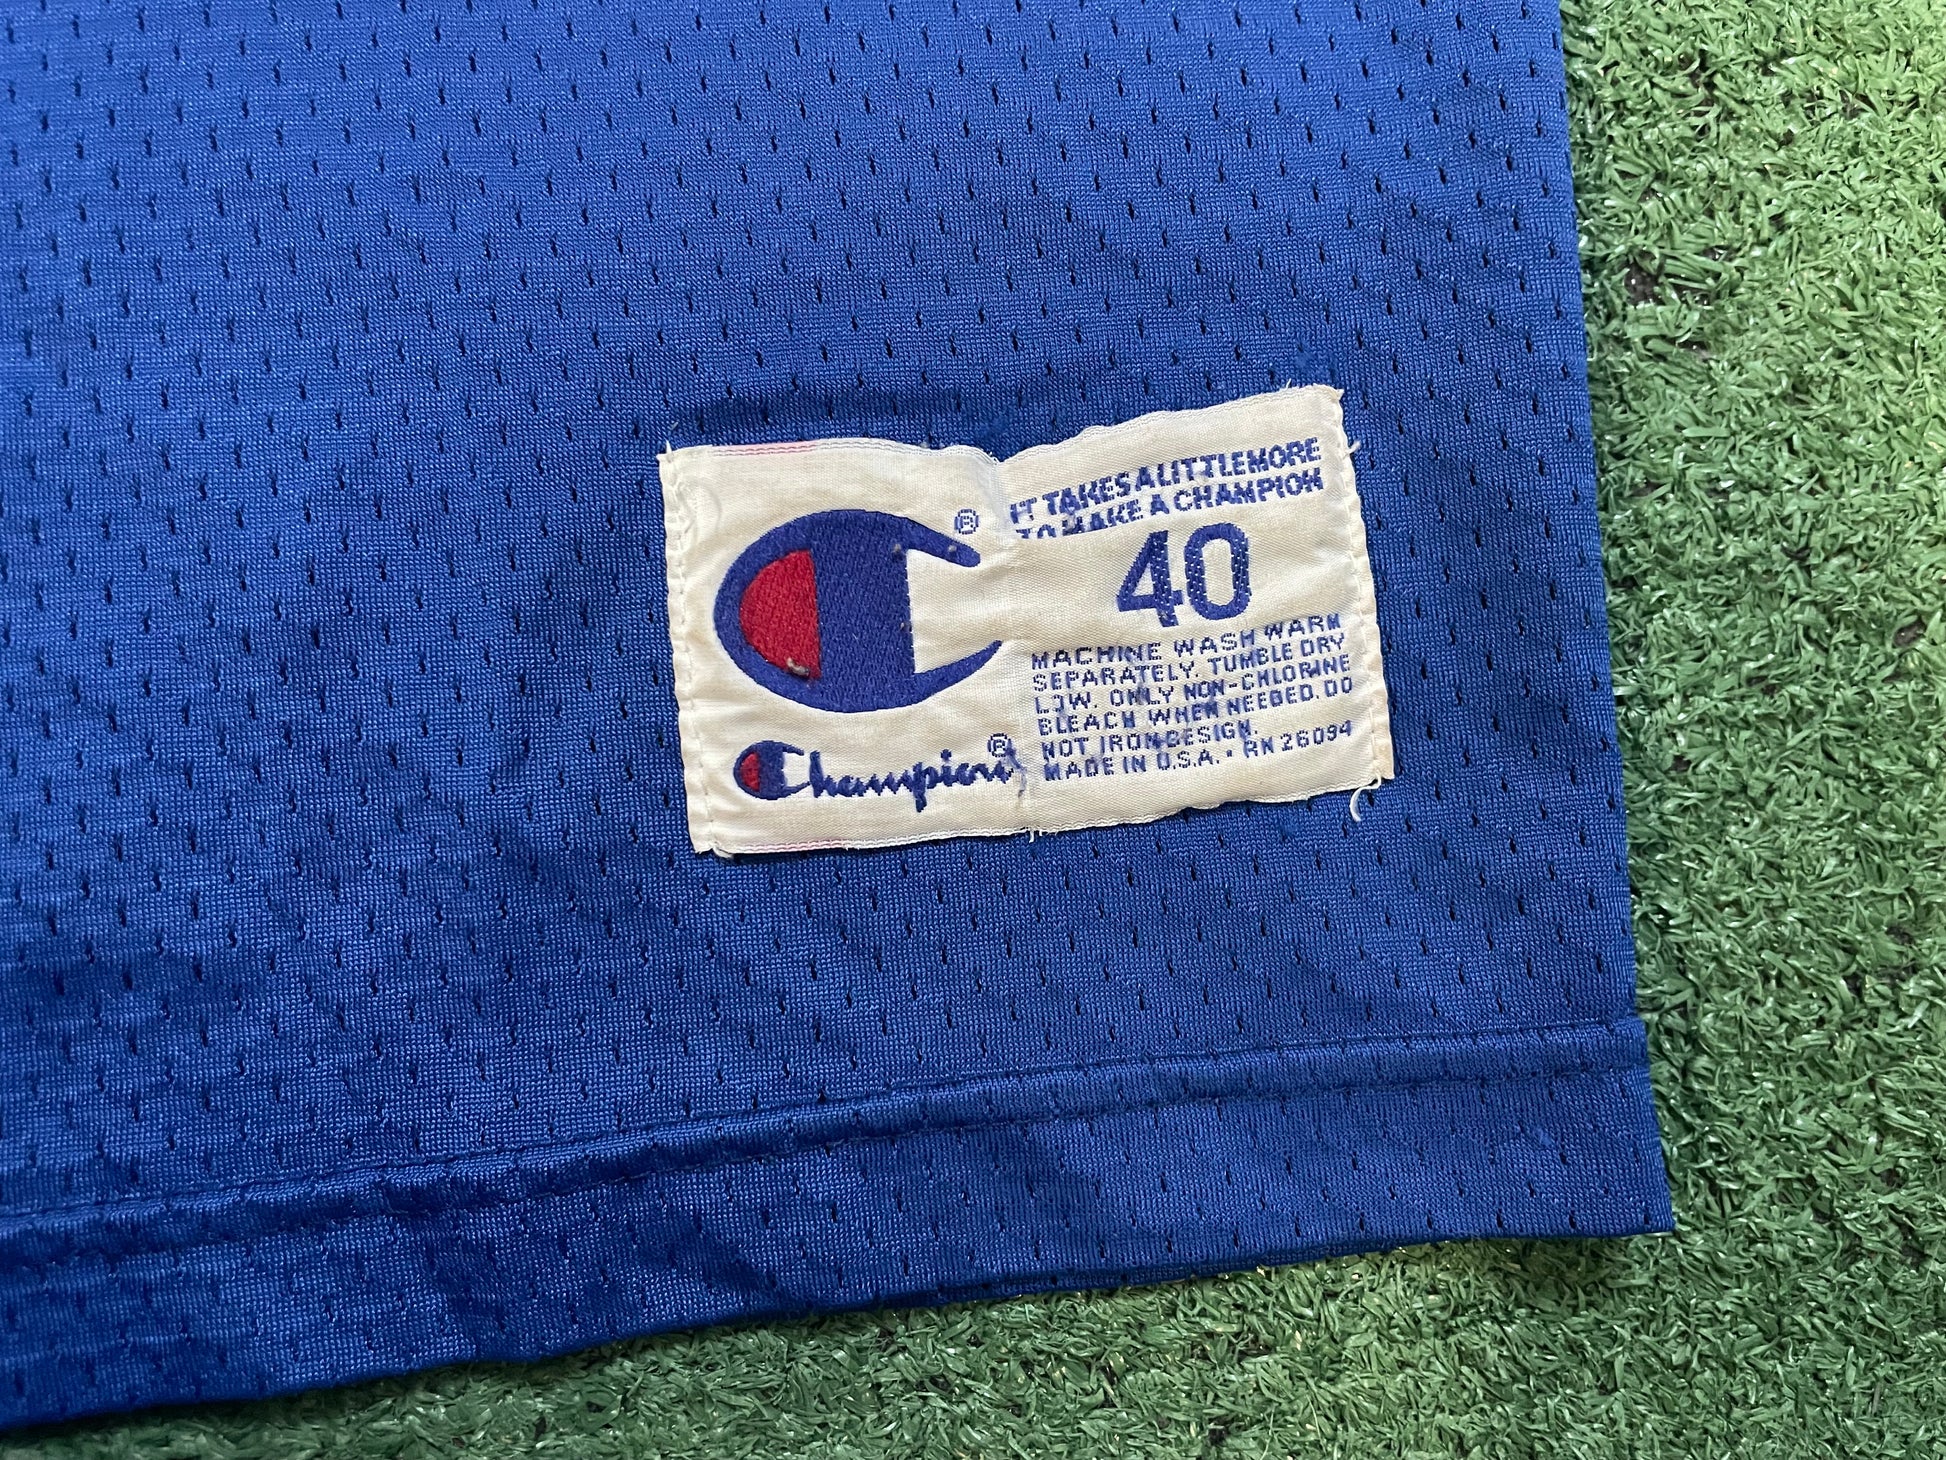 ®
Champion®
IT TAKES A LITTLE MORE
TO MAKE A CHAMPION
40
MACHINE WASH WARM
SEPARATELY. TUMBLE DRY
LOW. ONLY NON-CHLORINE
BLEACH WHEN NEEDED. DO
NOT IRON DESIGN.
MADE IN U.S.A. • RN 26094